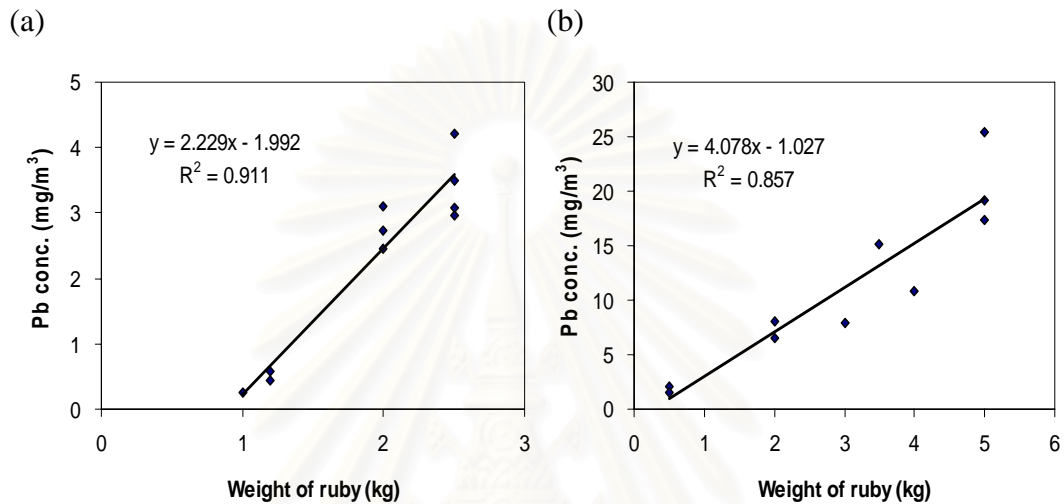 (a)
5
4
3
2
1
0
Pb conc. (mg/m³)
y = 2.229x - 1.992
R² = 0.911
0 1 2 3
Weight of ruby (kg)
(b)
30
25
20
15
10
5
0
Pb conc. (mg/m³)
y = 4.078x - 1.027
R² = 0.857
0 1 2 3 4 5 6
Weight of ruby (kg)